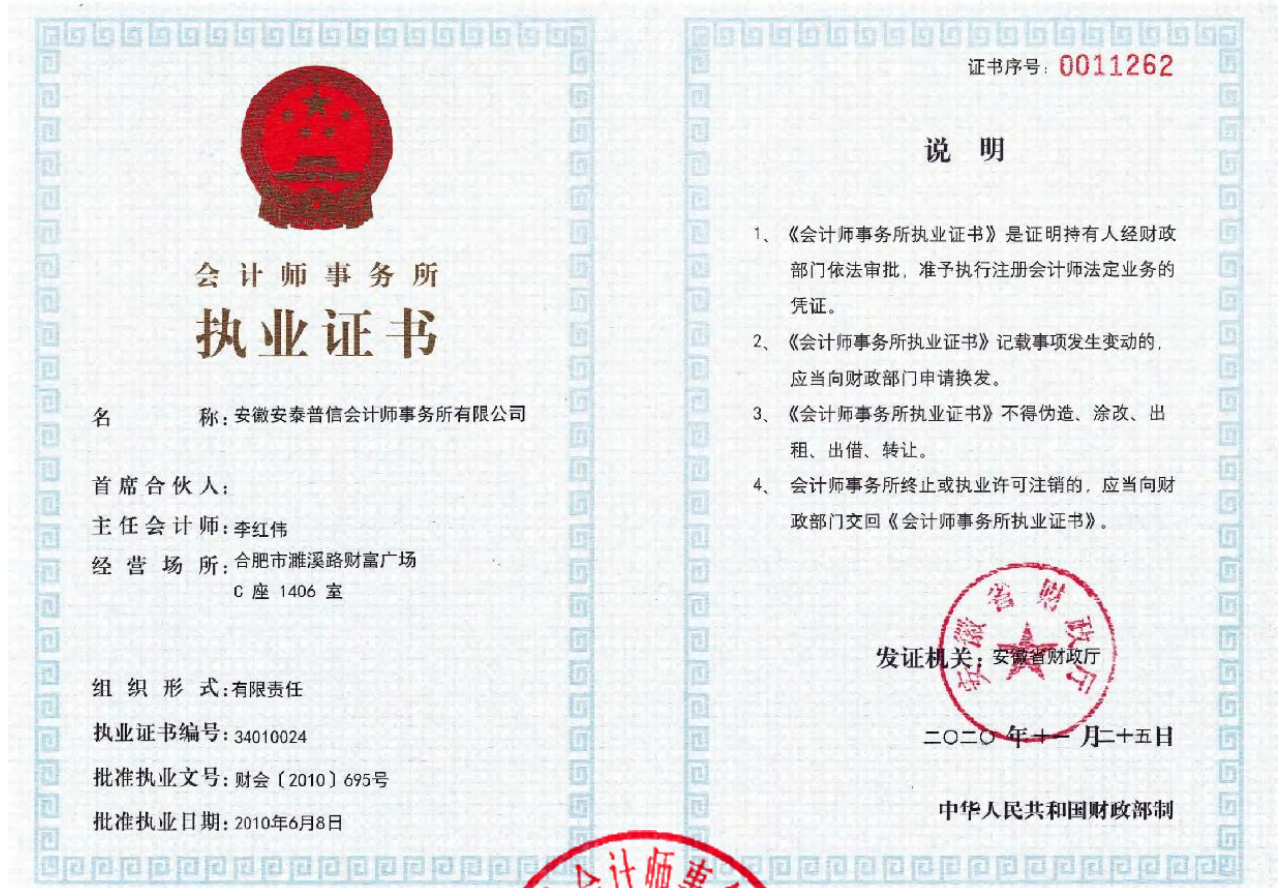 会计师事务所
执业证书
名 称：安徽安泰普信会计师事务所有限公司
首席合伙人：
主任会计师：李红伟
经营场所：合肥市濉溪路财富广场
C 座 1406 室
组织形式：有限责任
执业证书编号：34010024
批准执业文号：财会〔2010〕695号
批准执业日期：2010年6月8日
证书序号：0011262
说 明
1、《会计师事务所执业证书》是证明持有人经财政
部门依法审批，准予执行注册会计师法定业务的
凭证。
2、《会计师事务所执业证书》记载事项发生变动的，
应当向财政部门申请换发。
3、《会计师事务所执业证书》不得伪造、涂改、出
租、出借、转让。
4、会计师事务所终止或执业许可注销的，应当向财
政部门交回《会计师事务所执业证书》。
安徽省财政厅
发证机关：安徽省财政厅
二〇二〇年十一月二十五日
中华人民共和国财政部制
会计师事